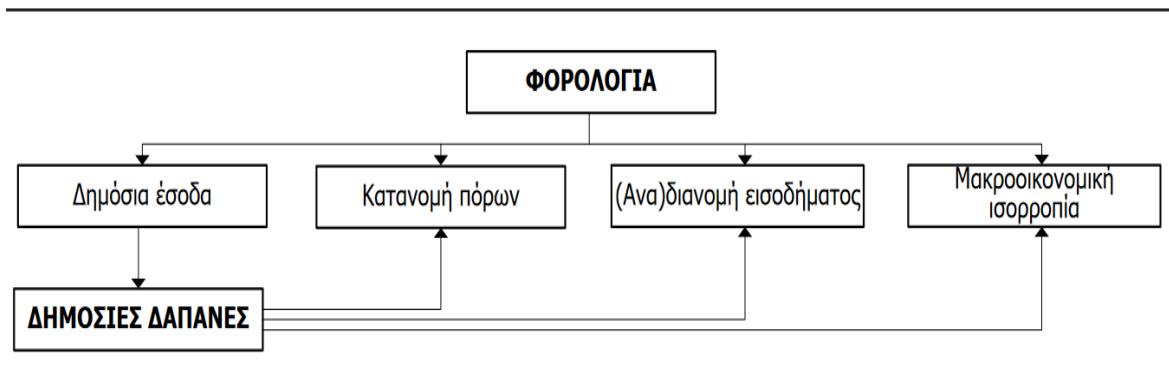 ΦΟΡΟΛΟΓΙΑ
Δημόσια έσοδα
Κατανομή πόρων
(Ανα)διανομή εισοδήματος
Μακροοικονομική
ισορροπία
ΔΗΜΟΣΙΕΣ ΔΑΠΑΝΕΣ